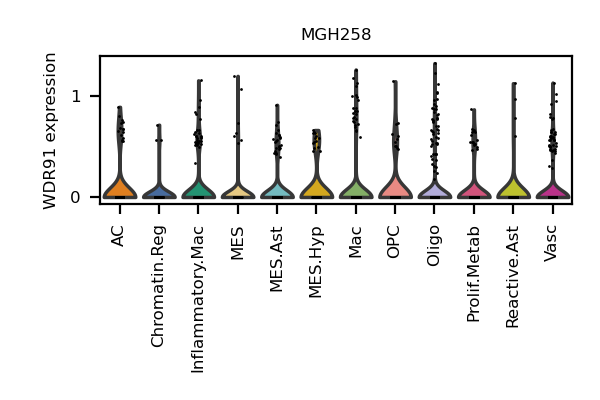 MGH258
WDR91 expression
1
0
AC
Chromatin.Reg
Inflammatory.Mac
MES
MES.Ast
MES.Hyp
Mac
OPC
Oligo
Prolif.Metab
Reactive.Ast
Vasc